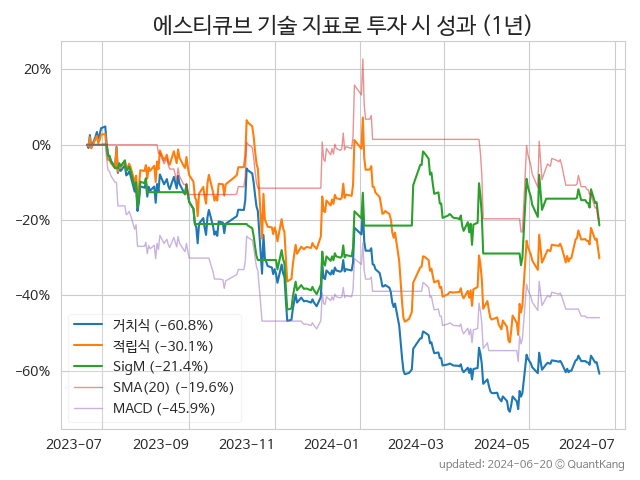 에스티큐브 기술 지표로 투자 시 성과 (1년)
20%
0%
−20%
−40%
−60%
거치식 (−60.8%)
적립식 (−30.1%)
SigM (−21.4%)
SMA(20) (−19.6%)
MACD (−45.9%)
2023−07 2023−09 2023−11 2024−01 2024−03 2024−05 2024−07
updated: 2024−06−20 © QuantKang